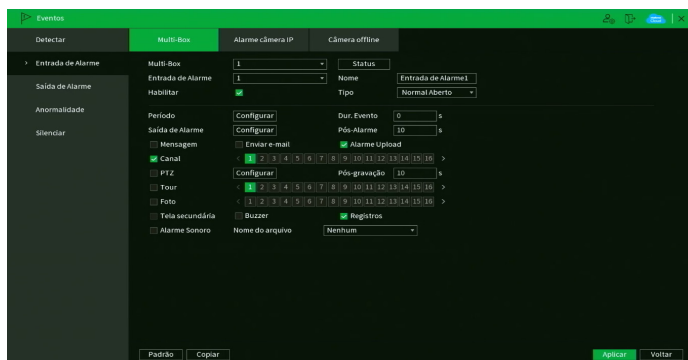 Eventos
Detectar
Entrada de Alarme
Saída de Alarme
Anormalidade
Silenciar
Multi-Box Alarme câmera IP Câmera offline
Multi-Box 1 Status
Entrada de Alarme 1 Nome Entrada de Alarme1
Habilitar Tipo Normal Aberto
Período Configurar Dur. Evento 0 s
Saída de Alarme Configurar Pós-Alarme 10 s
Mensagem Enviar e-mail Alarme Upload
Canal < 1 2 3 4 5 6 7 8 9 10 11 12 13 14 15 16 >
PTZ Configurar Pós-gravação 10 s
Tour < 1 2 3 4 5 6 7 8 9 10 11 12 13 14 15 16 >
Foto < 1 2 3 4 5 6 7 8 9 10 11 12 13 14 15 16 >
Tela secundária Buzzer Registros
Alarme Sonoro Nome do arquivo Nenhum
Padrão Copiar Aplicar Voltar